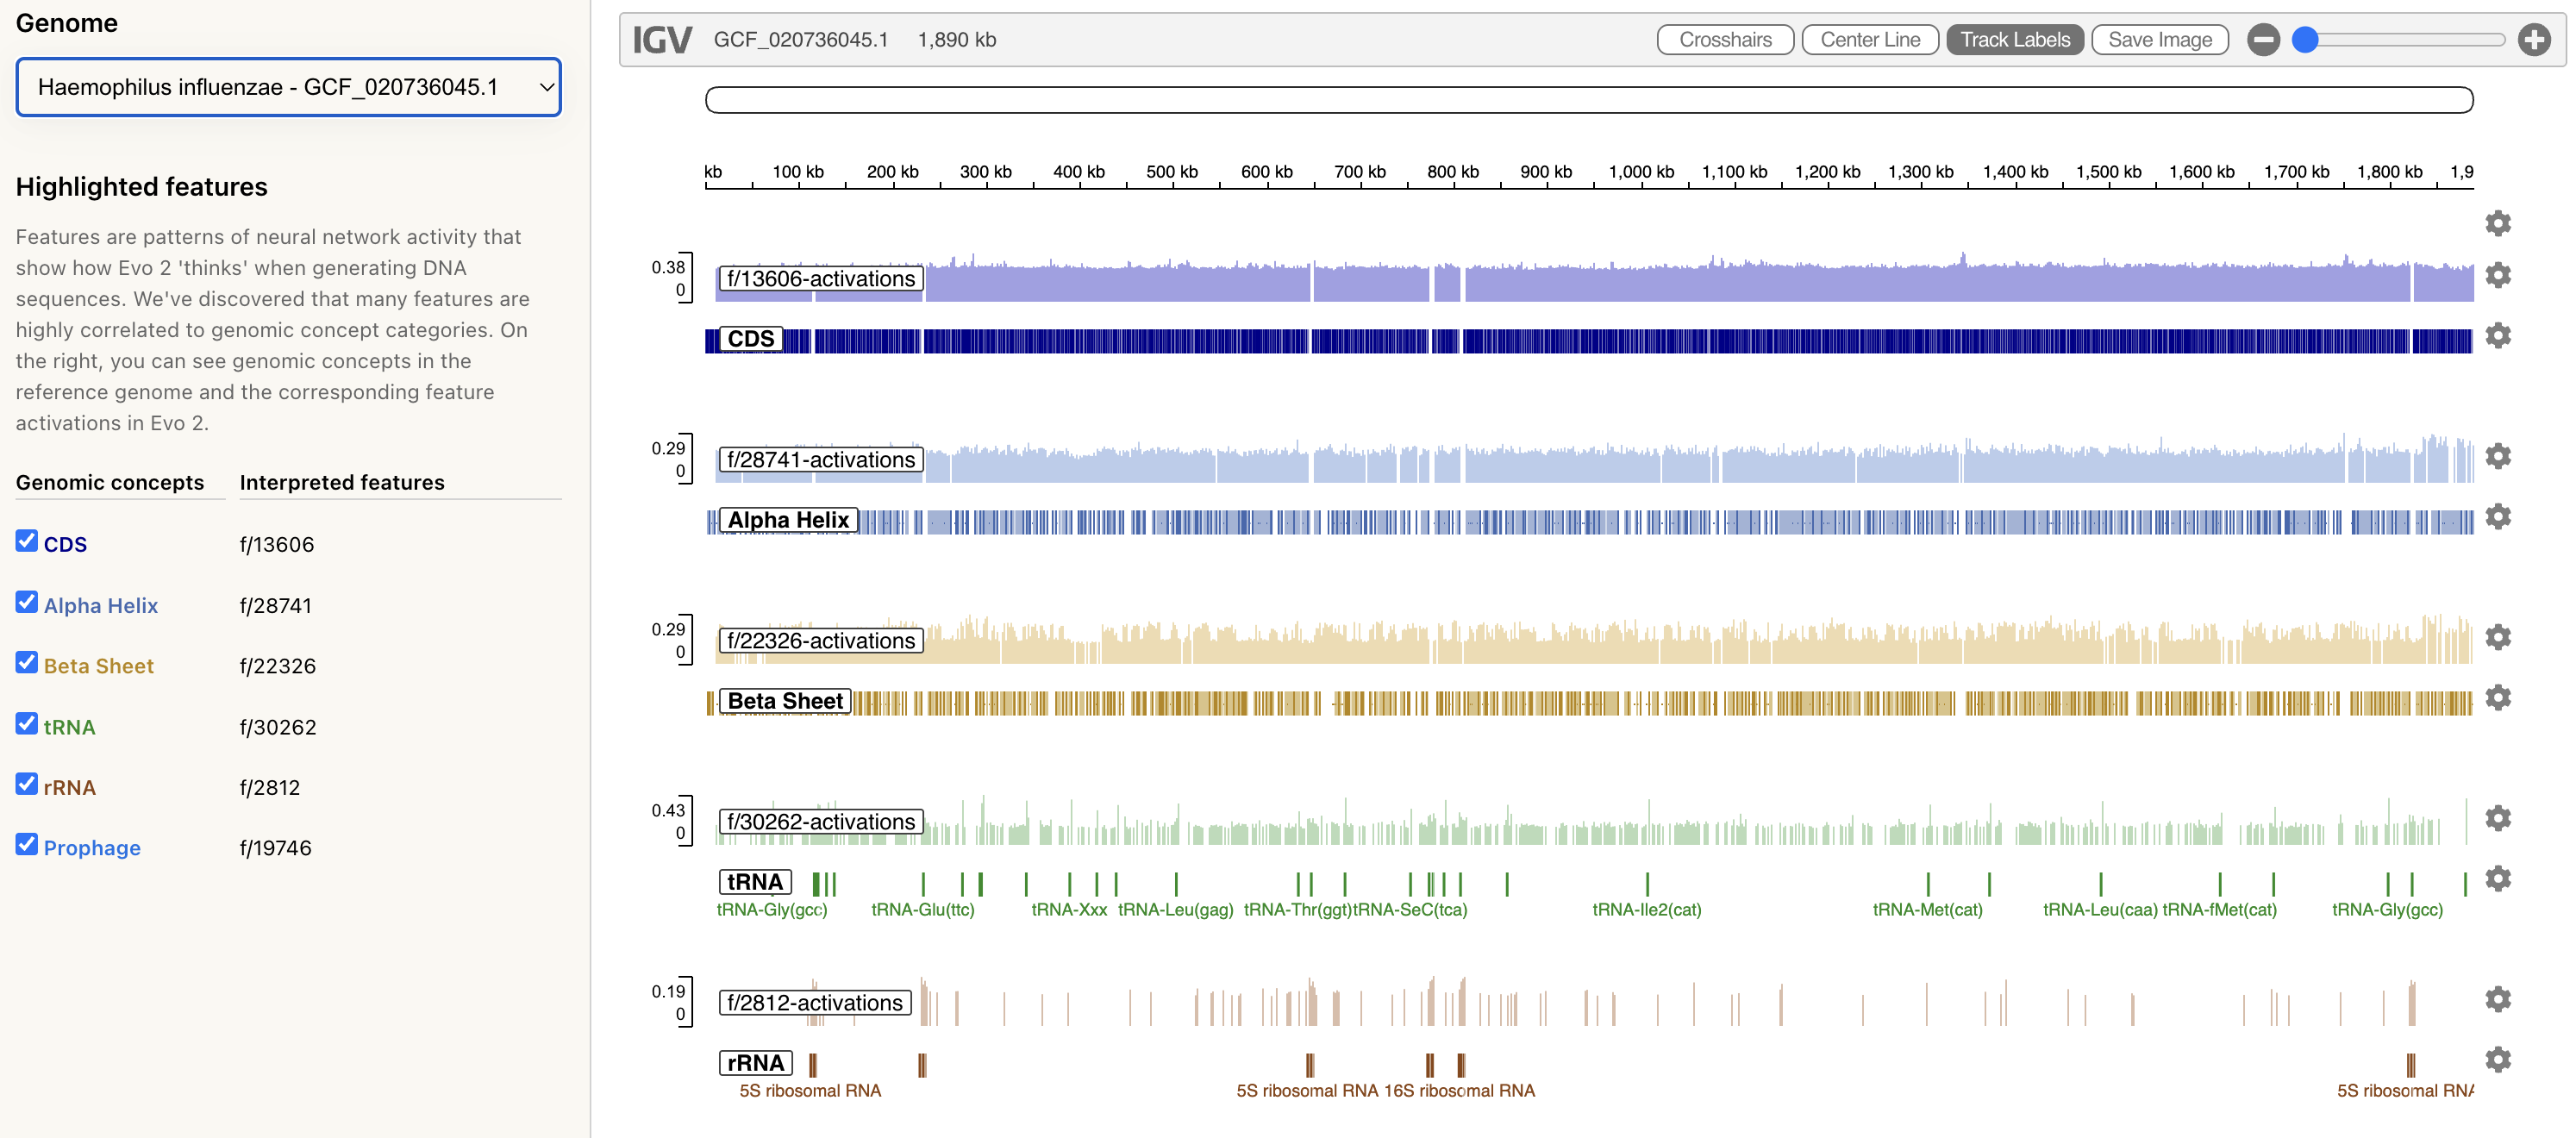 Genome
Haemophilus influenzae - GCF_020736045.1
Highlighted features
Features are patterns of neural network activity that
show how Evo 2 'thinks' when generating DNA
sequences. We've discovered that many features are
highly correlated to genomic concept categories. On
the right, you can see genomic concepts in the
reference genome and the corresponding feature
activations in Evo 2.
Genomic concepts Interpreted features
CDS f/13606
Alpha Helix f/28741
Beta Sheet f/22326
tRNA f/30262
rRNA f/2812
Prophage f/19746
IGV GCF_020736045.1 1,890 kb Crosshairs Center Line Track Labels Save Image
kb 100 kb 200 kb 300 kb 400 kb 500 kb 600 kb 700 kb 800 kb 900 kb 1,000 kb 1,100 kb 1,200 kb 1,300 kb 1,400 kb 1,500 kb 1,600 kb 1,700 kb 1,800 kb 1,9
0.38
f/13606-activations
0
CDS
0.29
f/28741-activations
0
Alpha Helix
0.29
f/22326-activations
0
Beta Sheet
0.43
f/30262-activations
0
tRNA
tRNA-Gly(gcc) tRNA-Glu(ttc) tRNA-Xxx tRNA-Leu(gag) tRNA-Thr(ggt) tRNA-SeC(tca) tRNA-Ile2(cat) tRNA-Met(cat) tRNA-Leu(caa) tRNA-fMet(cat) tRNA-Gly(gcc)
0.19
f/2812-activations
0
rRNA
5S ribosomal RNA 5S ribosomal RNA 16S ribosomal RNA 5S ribosomal RNA